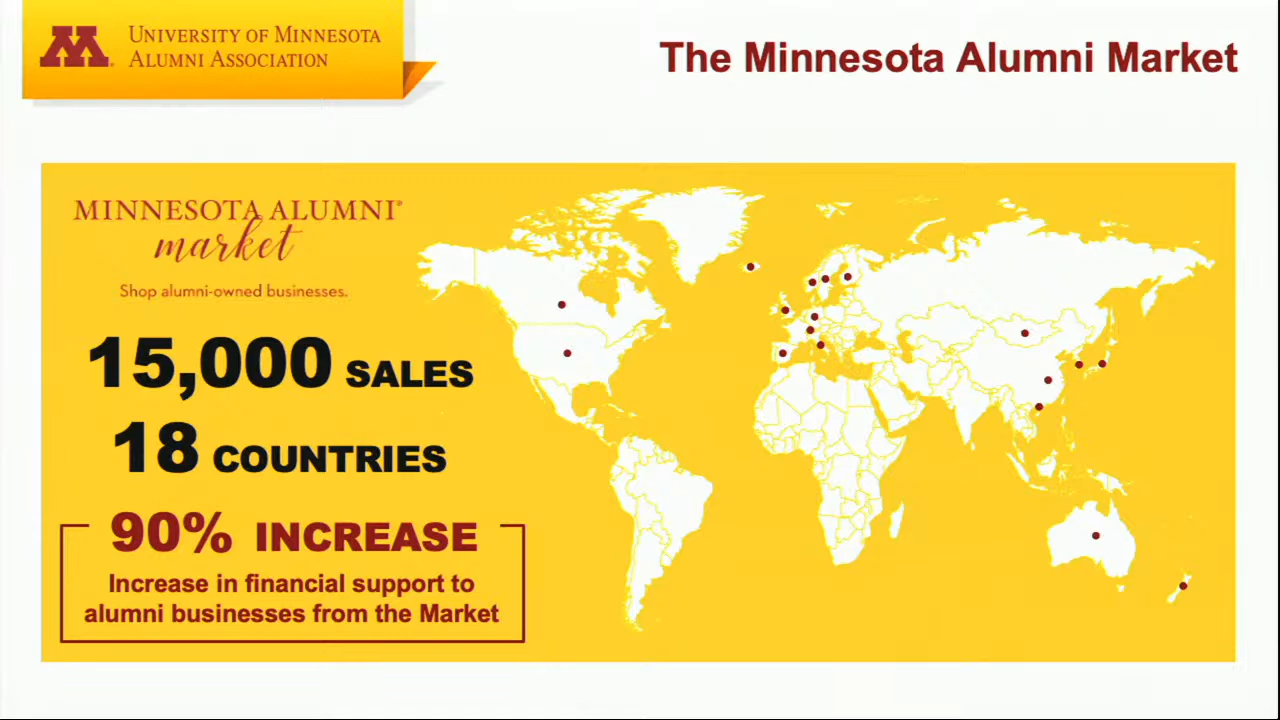 UNIVERSITY OF MINNESOTA
ALUMNI ASSOCIATION
The Minnesota Alumni Market
MINNESOTA ALUMNI®
market
Shop alumni-owned businesses.
15,000 SALES
18 COUNTRIES
90% INCREASE
Increase in financial support to
alumni businesses from the Market